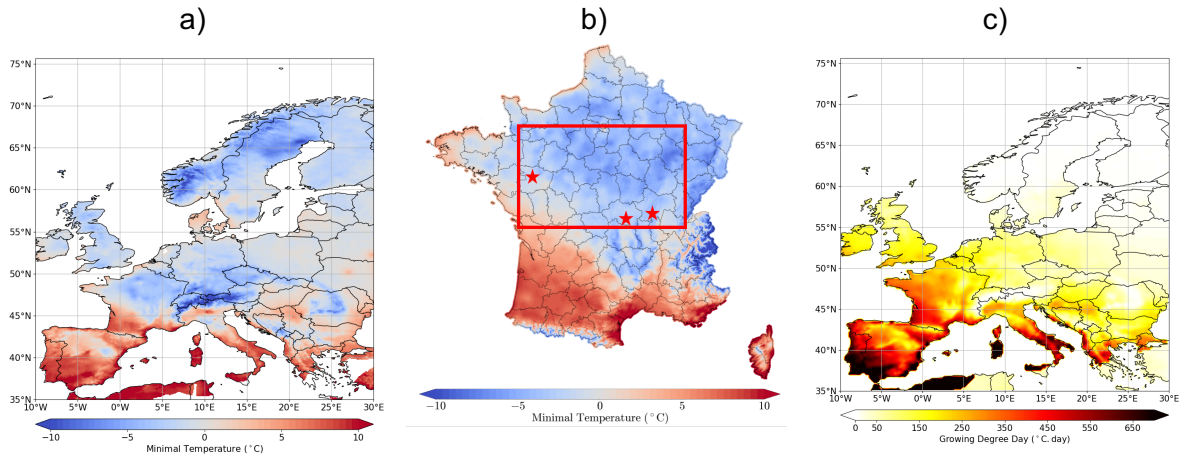 a)
b)
c)
75°N
70°N
65°N
60°N
55°N
50°N
45°N
40°N
35°N
10°W 5°W 0°W 5°E 10°E 15°E 20°E 25°E 30°E
−10 −5 0 5 10
Minimal Temperature (°C)
−10 −5 0 5 10
Minimal Temperature (°C)
75°N
70°N
65°N
60°N
55°N
50°N
45°N
40°N
35°N
10°W 5°W 0°W 5°E 10°E 15°E 20°E 25°E 30°E
0 50 150 250 350 450 550 650
Growing Degree Day (°C.day)